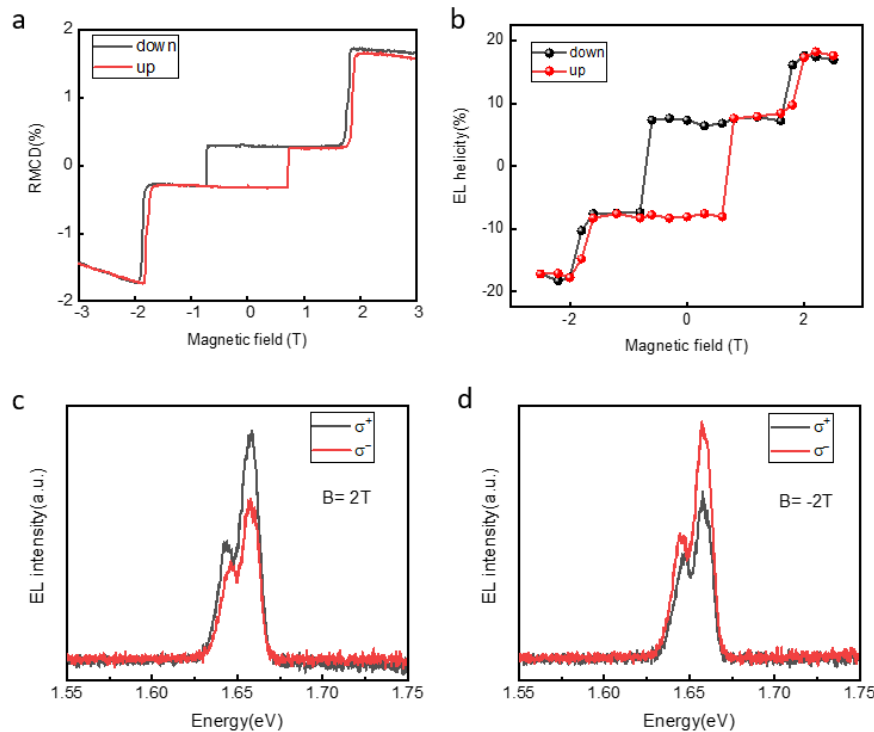 a
2
down
up
1
0
-1
-2
RMCD(%)
-3
-2
-1
0
1
2
3
Magnetic field (T)
b
20
down
up
10
0
-10
-20
EL helicity(%)
-2
0
2
Magnetic field (T)
c
σ+
σ−
B= 2T
EL intensity(a.u.)
1.55
1.60
1.65
1.70
1.75
Energy(eV)
d
σ+
σ−
B= -2T
EL intensity(a.u.)
1.55
1.60
1.65
1.70
1.75
Energy(eV)